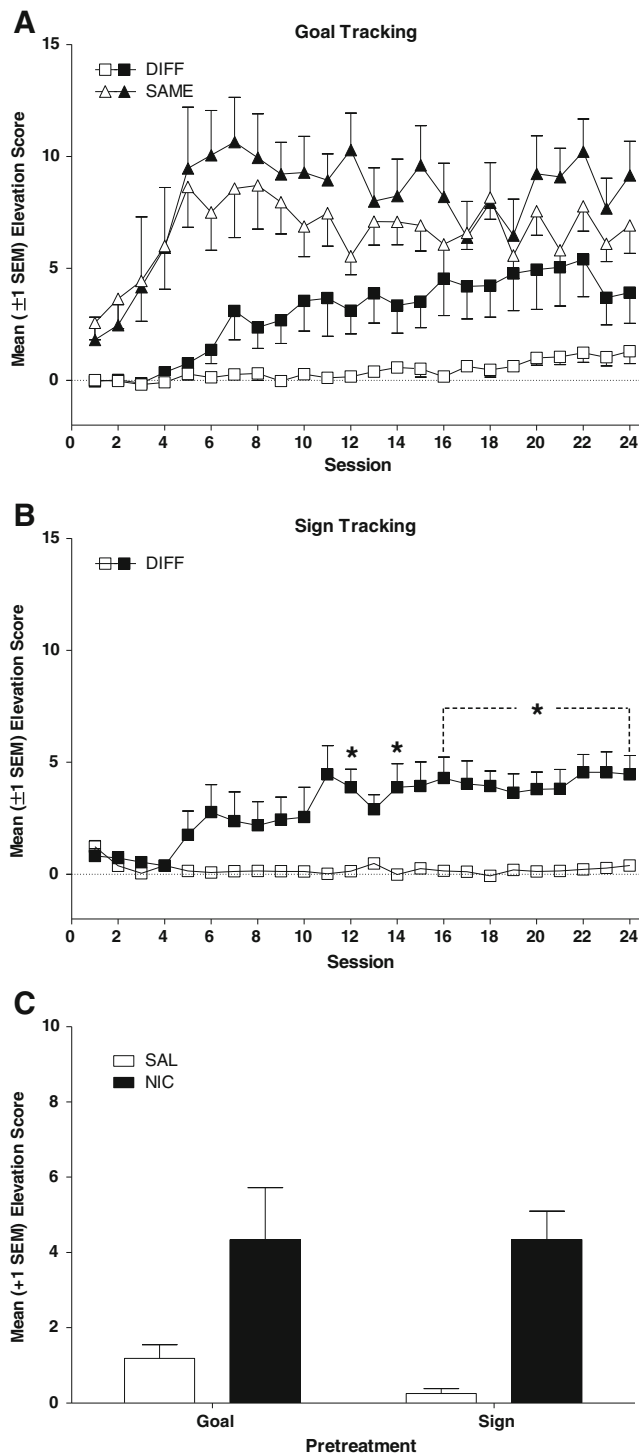 A
Goal Tracking
15
DIFF
SAME
10
5
0
Mean (±1 SEM) Elevation Score
0 2 4 6 8 10 12 14 16 18 20 22 24
Session
B
Sign Tracking
15
DIFF
10
5
0
Mean (±1 SEM) Elevation Score
* * *
0 2 4 6 8 10 12 14 16 18 20 22 24
Session
C
10
SAL
NIC
8
6
4
2
0
Mean (+1 SEM) Elevation Score
Goal Sign
Pretreatment